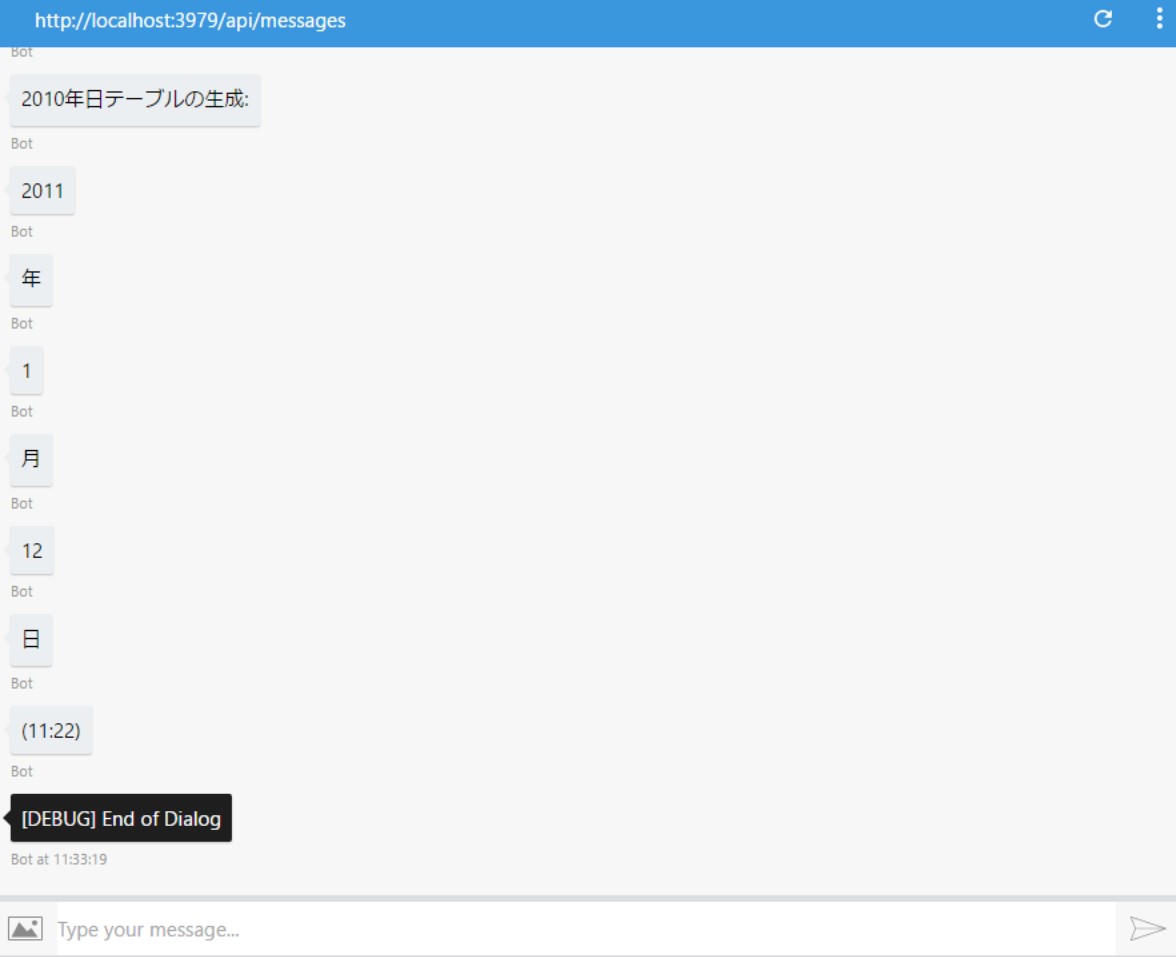 http://localhost:3979/api/messages
Bot
2010年日テーブルの生成:
Bot
2011
Bot
年
Bot
1
Bot
月
Bot
12
Bot
日
Bot
(11:22)
Bot
[DEBUG] End of Dialog
Bot at 11:33:19
Type your message...